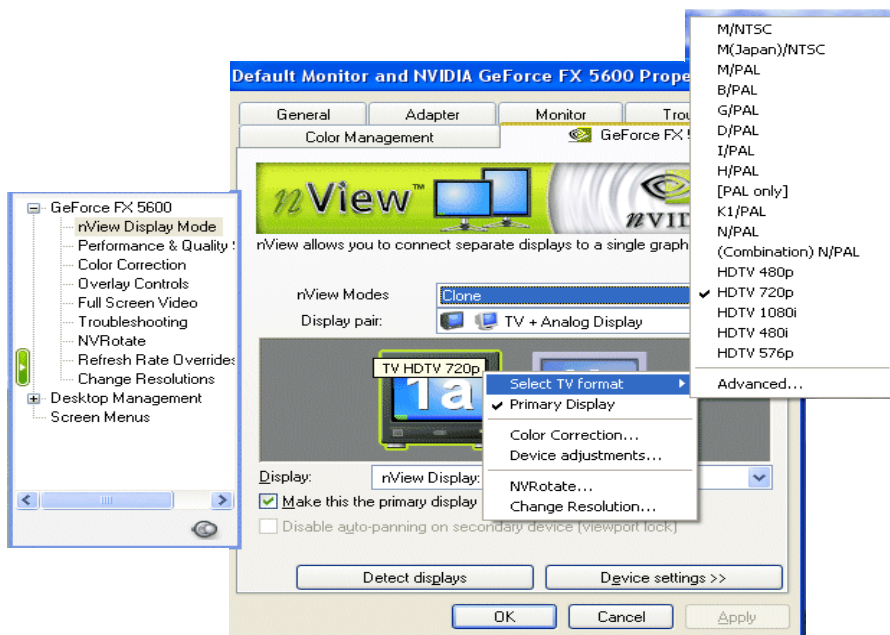 M/NTSC
M(Japan)/NTSC
M/PAL
B/PAL
G/PAL
D/PAL
I/PAL
H/PAL
[PAL only]
K1/PAL
N/PAL
(Combination) N/PAL
HDTV 480p
HDTV 720p
HDTV 1080i
HDTV 480i
HDTV 576p
Advanced...
Default Monitor and NVIDIA GeForce FX 5600
General Adapter Monitor
Color Management GeForce FX
nView™
nView allows you to connect separate displays to a single
nView Modes Clone
Display pair: TV + Analog Display
TV HDTV 720p
1a
Select TV format
Primary Display
Color Correction...
Device adjustments...
NVRotate...
Change Resolution...
Display: nView Display:
Make this the primary display
Disable auto-panning on secondary device [viewport lock]
Detect displays Device settings >>
OK Cancel Apply
GeForce FX 5600
nView Display Mode
Performance & Quality
Color Correction
Overlay Controls
Full Screen Video
Troubleshooting
NVRotate
Refresh Rate Overrides
Change Resolutions
Desktop Management
Screen Menus